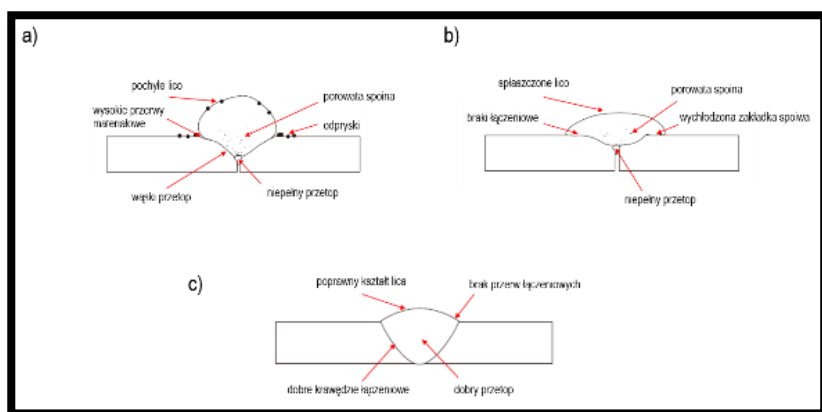 a)
pochyłe lico
wysokie przerwy
materiałowe
porowata spoina
odpryski
wąski przetop
niepełny przetop
b)
spłaszczone lico
porowata spoina
braki łączeniowe
wychłodzona zakładka spoiwa
niepełny przetop
c)
poprawny kształt lica
brak przerw łączeniowych
dobre krawędzie łączeniowe
dobry przetop